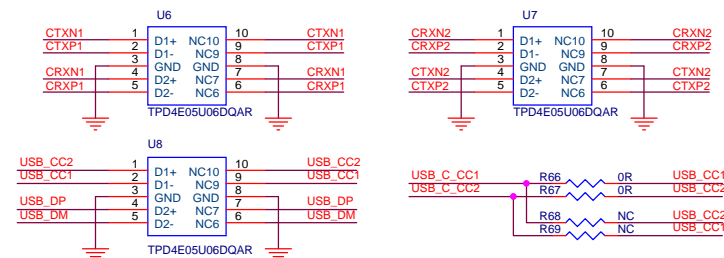 U6
CTXN1 1 D1+ NC10 10 CTXN1
CTXP1 2 D1- NC9 9 CTXP1
3 GND GND 8
CRXN1 4 D2+ NC7 7 CRXN1
CRXP1 5 D2- NC6 6 CRXP1
TPD4E05U06DQAR
U7
CRXN2 1 D1+ NC10 10 CRXN2
CRXP2 2 D1- NC9 9 CRXP2
3 GND GND 8
CTXN2 4 D2+ NC7 7 CTXN2
CTXP2 5 D2- NC6 6 CTXP2
TPD4E05U06DQAR
U8
USB_CC2 1 D1+ NC10 10 USB_CC2
USB_CC1 2 D1- NC9 9 USB_CC1
3 GND GND 8
USB_DP 4 D2+ NC7 7 USB_DP
USB_DM 5 D2- NC6 6 USB_DM
TPD4E05U06DQAR
USB_C_CC1 R66 0R USB_CC1
USB_C_CC2 R67 0R USB_CC2
R68 NC USB_CC2
R69 NC USB_CC1